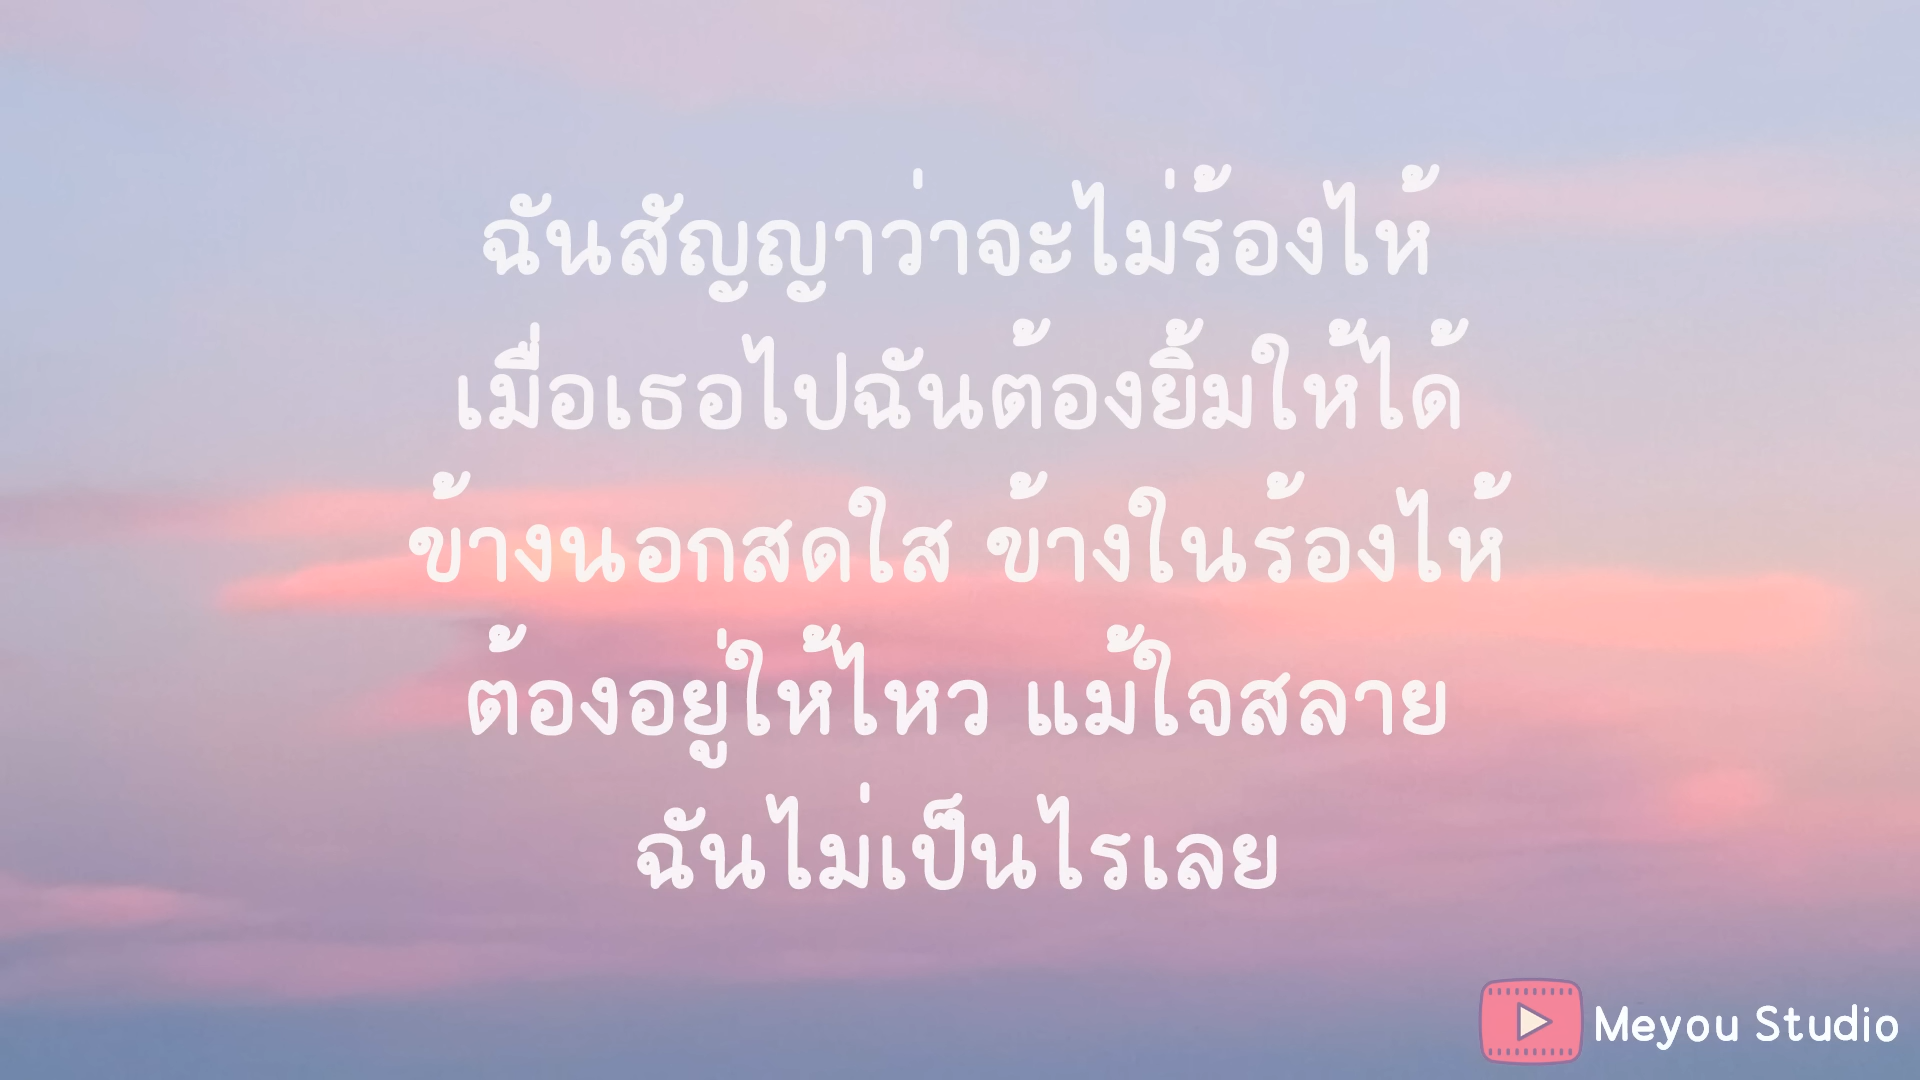 ฉันสัญญาว่าจะไม่ร้องไห้
เมื่อเธอไปฉันต้องยิ้มให้ได้
ข้างนอกสดใส ข้างในร้องไห้
ต้องอยู่ให้ไหว แม้ใจสลาย
ฉันไม่เป็นไรเลย
Meyou Studio